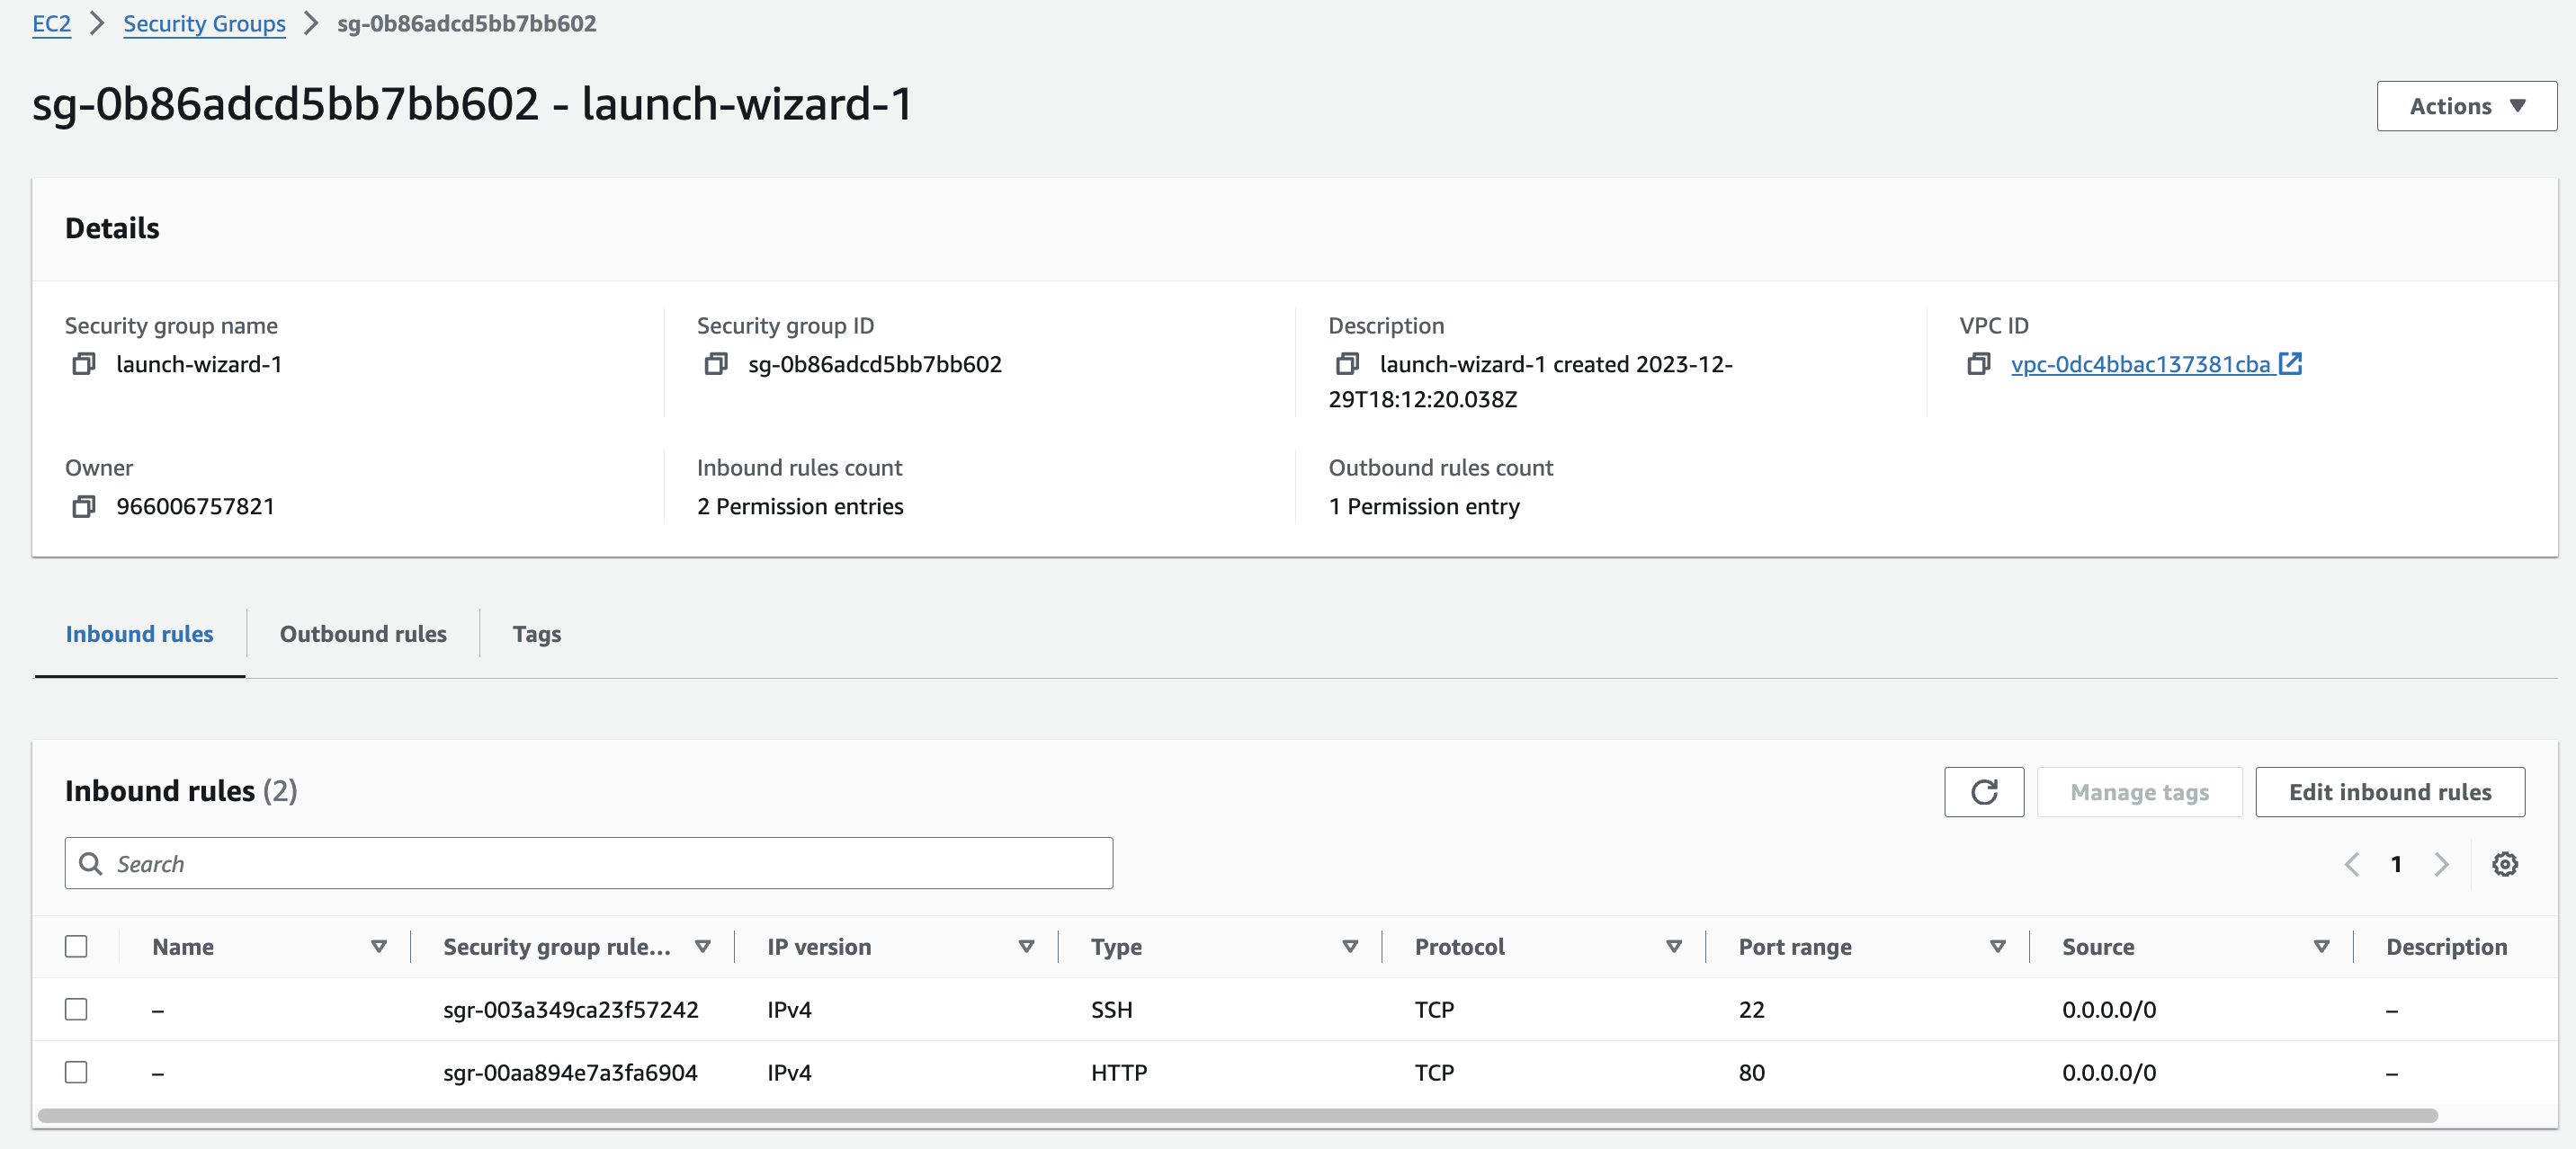 EC2 > Security Groups > sg-0b86adcd5bb7bb602
sg-0b86adcd5bb7bb602 - launch-wizard-1
Actions
Details
Security group name
launch-wizard-1
Security group ID
sg-0b86adcd5bb7bb602
Description
launch-wizard-1 created 2023-12-
29T18:12:20.038Z
VPC ID
vpc-0dc4bbac137381cba
Owner
966006757821
Inbound rules count
2 Permission entries
Outbound rules count
1 Permission entry
Inbound rules Outbound rules Tags
Inbound rules (2)
Manage tags Edit inbound rules
Search
1
Name Security group rule... IP version Type Protocol Port range Source Description
– sgr-003a349ca23f57242 IPv4 SSH TCP 22 0.0.0.0/0 –
– sgr-00aa894e7a3fa6904 IPv4 HTTP TCP 80 0.0.0.0/0 –